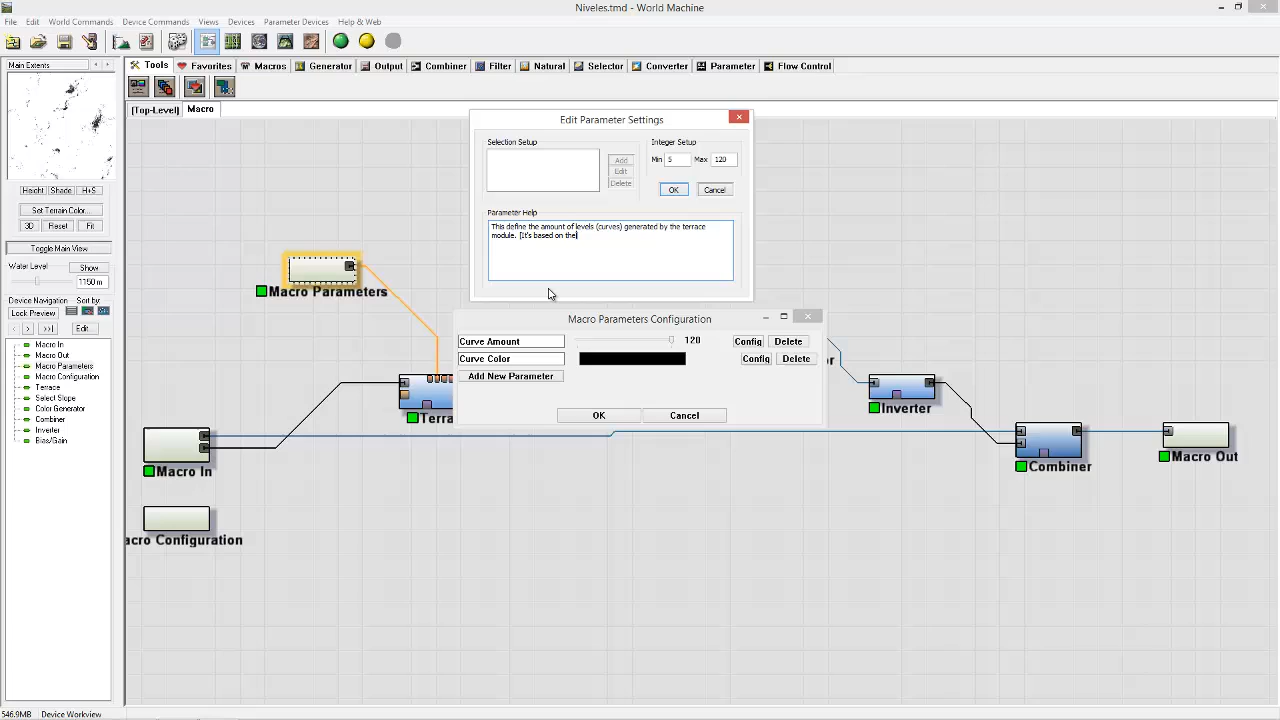 Niveles.tmd - World Machine
File Edit World Commands Device Commands Views Devices Parameter Devices Help & Web
Main Extents
Tools Favorites Macros Generator Output Combiner Filter Natural Selector Converter Parameter Flow Control
[Top-Level] Macro
Height Shade H+S
Set Terrain Color...
3D Reset Fit
Toggle Main View
Water Level Show
1150 m
Device Navigation Sort by:
Lock Preview
< > >>| Edit...
Macro In
Macro Out
Macro Parameters
Macro Configuration
Terrace
Select Slope
Color Generator
Combiner
Inverter
Bias/Gain
Edit Parameter Settings
Selection Setup
Add
Edit
Delete
Integer Setup
Min 5 Max 120
OK Cancel
Parameter Help
This define the amount of levels (curves) generated by the terrace
module. [It's based on the
Macro Parameters
Macro Parameters Configuration
Curve Amount 120 Config Delete
Curve Color Config Delete
Add New Parameter
OK Cancel
or
Terra
Inverter
Macro In
Combiner
Macro Out
acro Configuration
546.9MB Device Workview